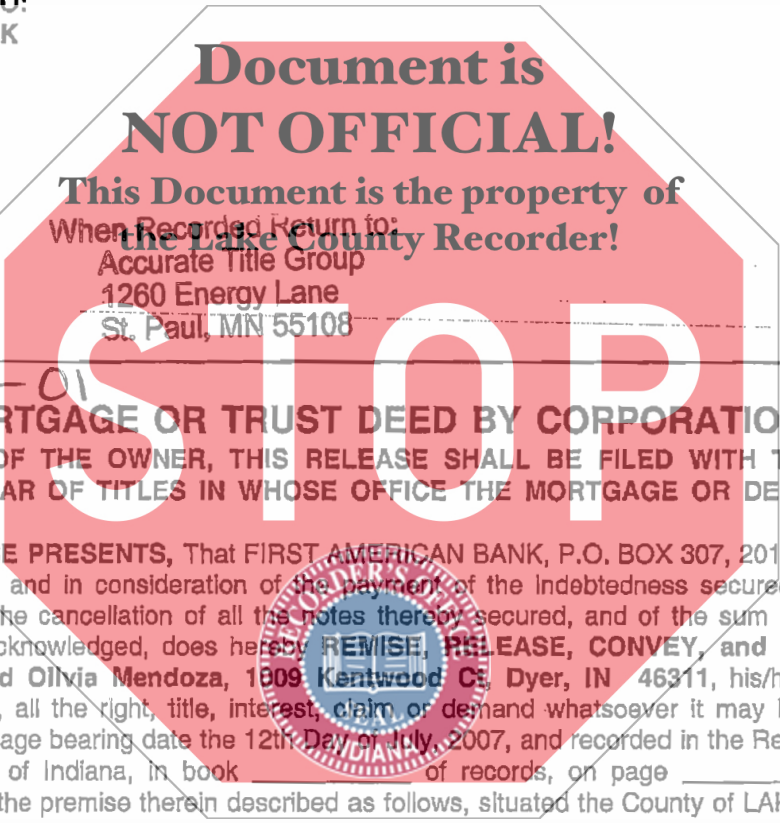 K
Document is
NOT OFFICIAL!
This Document is the property of
the Lake County Recorder!
When Recorded Return to:
Accurate Title Group
1260 Energy Lane
St. Paul, MN 55108
STOP
-01
RTGAGE OR TRUST DEED BY CORPORATIO
OF THE OWNER, THIS RELEASE SHALL BE FILED WITH T
AR OF TITLES IN WHOSE OFFICE THE MORTGAGE OR DE
E PRESENTS, That FIRST AMERICAN BANK, P.O. BOX 307, 201
and in consideration of the payment of the indebtedness secure
he cancellation of all the notes thereby secured, and of the sum
cknowledged, does hereby REMISE, RELEASE, CONVEY, and
d Olivia Mendoza, 1809 Kentwood Ct, Dyer, IN 46311, his/h
, all the right, title, interest, claim or demand whatsoever it may
age bearing date the 12th Day of July, 2007, and recorded in the Re
of Indiana, in book ________ of records, on page ________
the premise therein described as follows, situated the County of LAK
SEAL
INDIANA